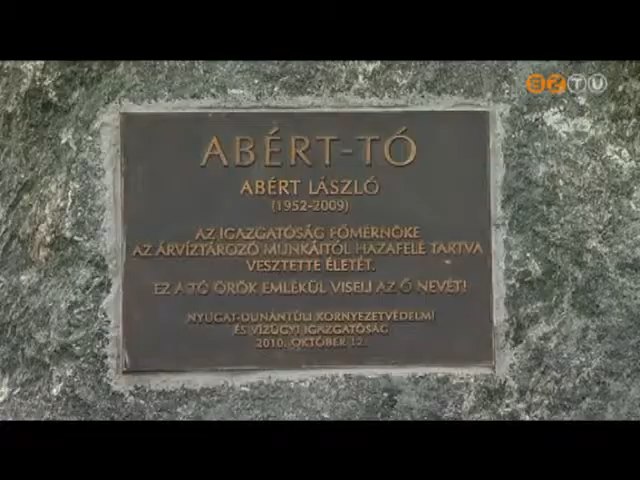 SZTV
ABÉRT-TÓ
ABÉRT LÁSZLÓ
(1952-2009)
AZ IGAZGATÓSÁG FŐMÉRNÖKE
AZ ÁRVÍZTÁROZÓ MUNKÁITÓL HAZAFELÉ TARTVA
VESZTETTE ÉLETÉT.
EZ A TÓ ÖRÖK EMLÉKÜL VISELI AZ Ő NEVÉT!
NYUGAT-DUNÁNTÚLI KÖRNYEZETVÉDELMI
ÉS VÍZÜGYI IGAZGATÓSÁG
2010. OKTÓBER 12.